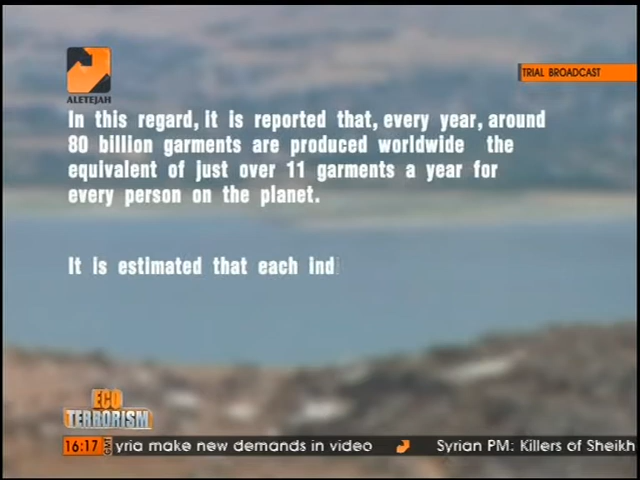 ALETEJAH
TRIAL BROADCAST
In this regard, it is reported that, every year, around
80 billion garments are produced worldwide the
equivalent of just over 11 garments a year for
every person on the planet.
It is estimated that each ind
ECO
TERRORISM
16:17 GMT yria make new demands in video Syrian PM: Killers of Sheikh